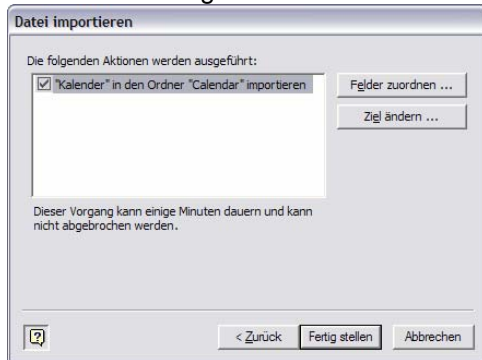 Datei importieren
Die folgenden Aktionen werden ausgeführt:
"Kalender" in den Ordner "Calendar" importieren
Felder zuordnen ...
Ziel ändern ...
Dieser Vorgang kann einige Minuten dauern und kann
nicht abgebrochen werden.
< Zurück
Fertig stellen
Abbrechen